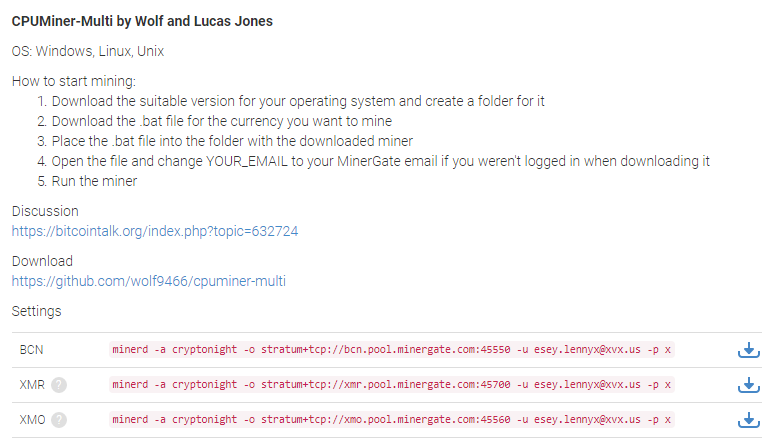 CPUMiner-Multi by Wolf and Lucas Jones
OS: Windows, Linux, Unix
How to start mining:
1. Download the suitable version for your operating system and create a folder for it
2. Download the .bat file for the currency you want to mine
3. Place the .bat file into the folder with the downloaded miner
4. Open the file and change YOUR_EMAIL to your MinerGate email if you weren't logged in when downloading it
5. Run the miner
Discussion
https://bitcointalk.org/index.php?topic=632724
Download
https://github.com/wolf9466/cpuminer-multi
Settings
BCN minerd -a cryptonight -o stratum+tcp://bcn.pool.minergate.com:45550 -u esey.lennyx@xvx.us -p x
XMR ? minerd -a cryptonight -o stratum+tcp://xmr.pool.minergate.com:45700 -u esey.lennyx@xvx.us -p x
XMO ? minerd -a cryptonight -o stratum+tcp://xmo.pool.minergate.com:45560 -u esey.lennyx@xvx.us -p x